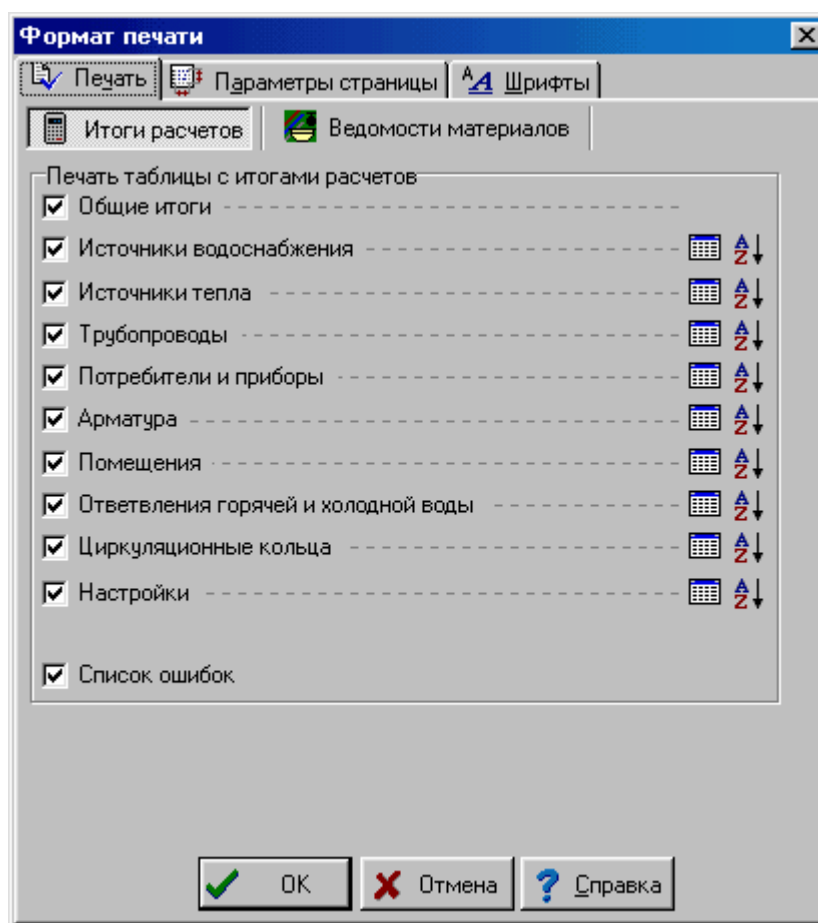 Формат печати
Печать Параметры страницы Шрифты
Итоги расчетов Ведомости материалов
Печать таблицы с итогами расчетов
Общие итоги
Источники водоснабжения
Источники тепла
Трубопроводы
Потребители и приборы
Арматура
Помещения
Ответвления горячей и холодной воды
Циркуляционные кольца
Настройки
Список ошибок
OK Отмена Справка